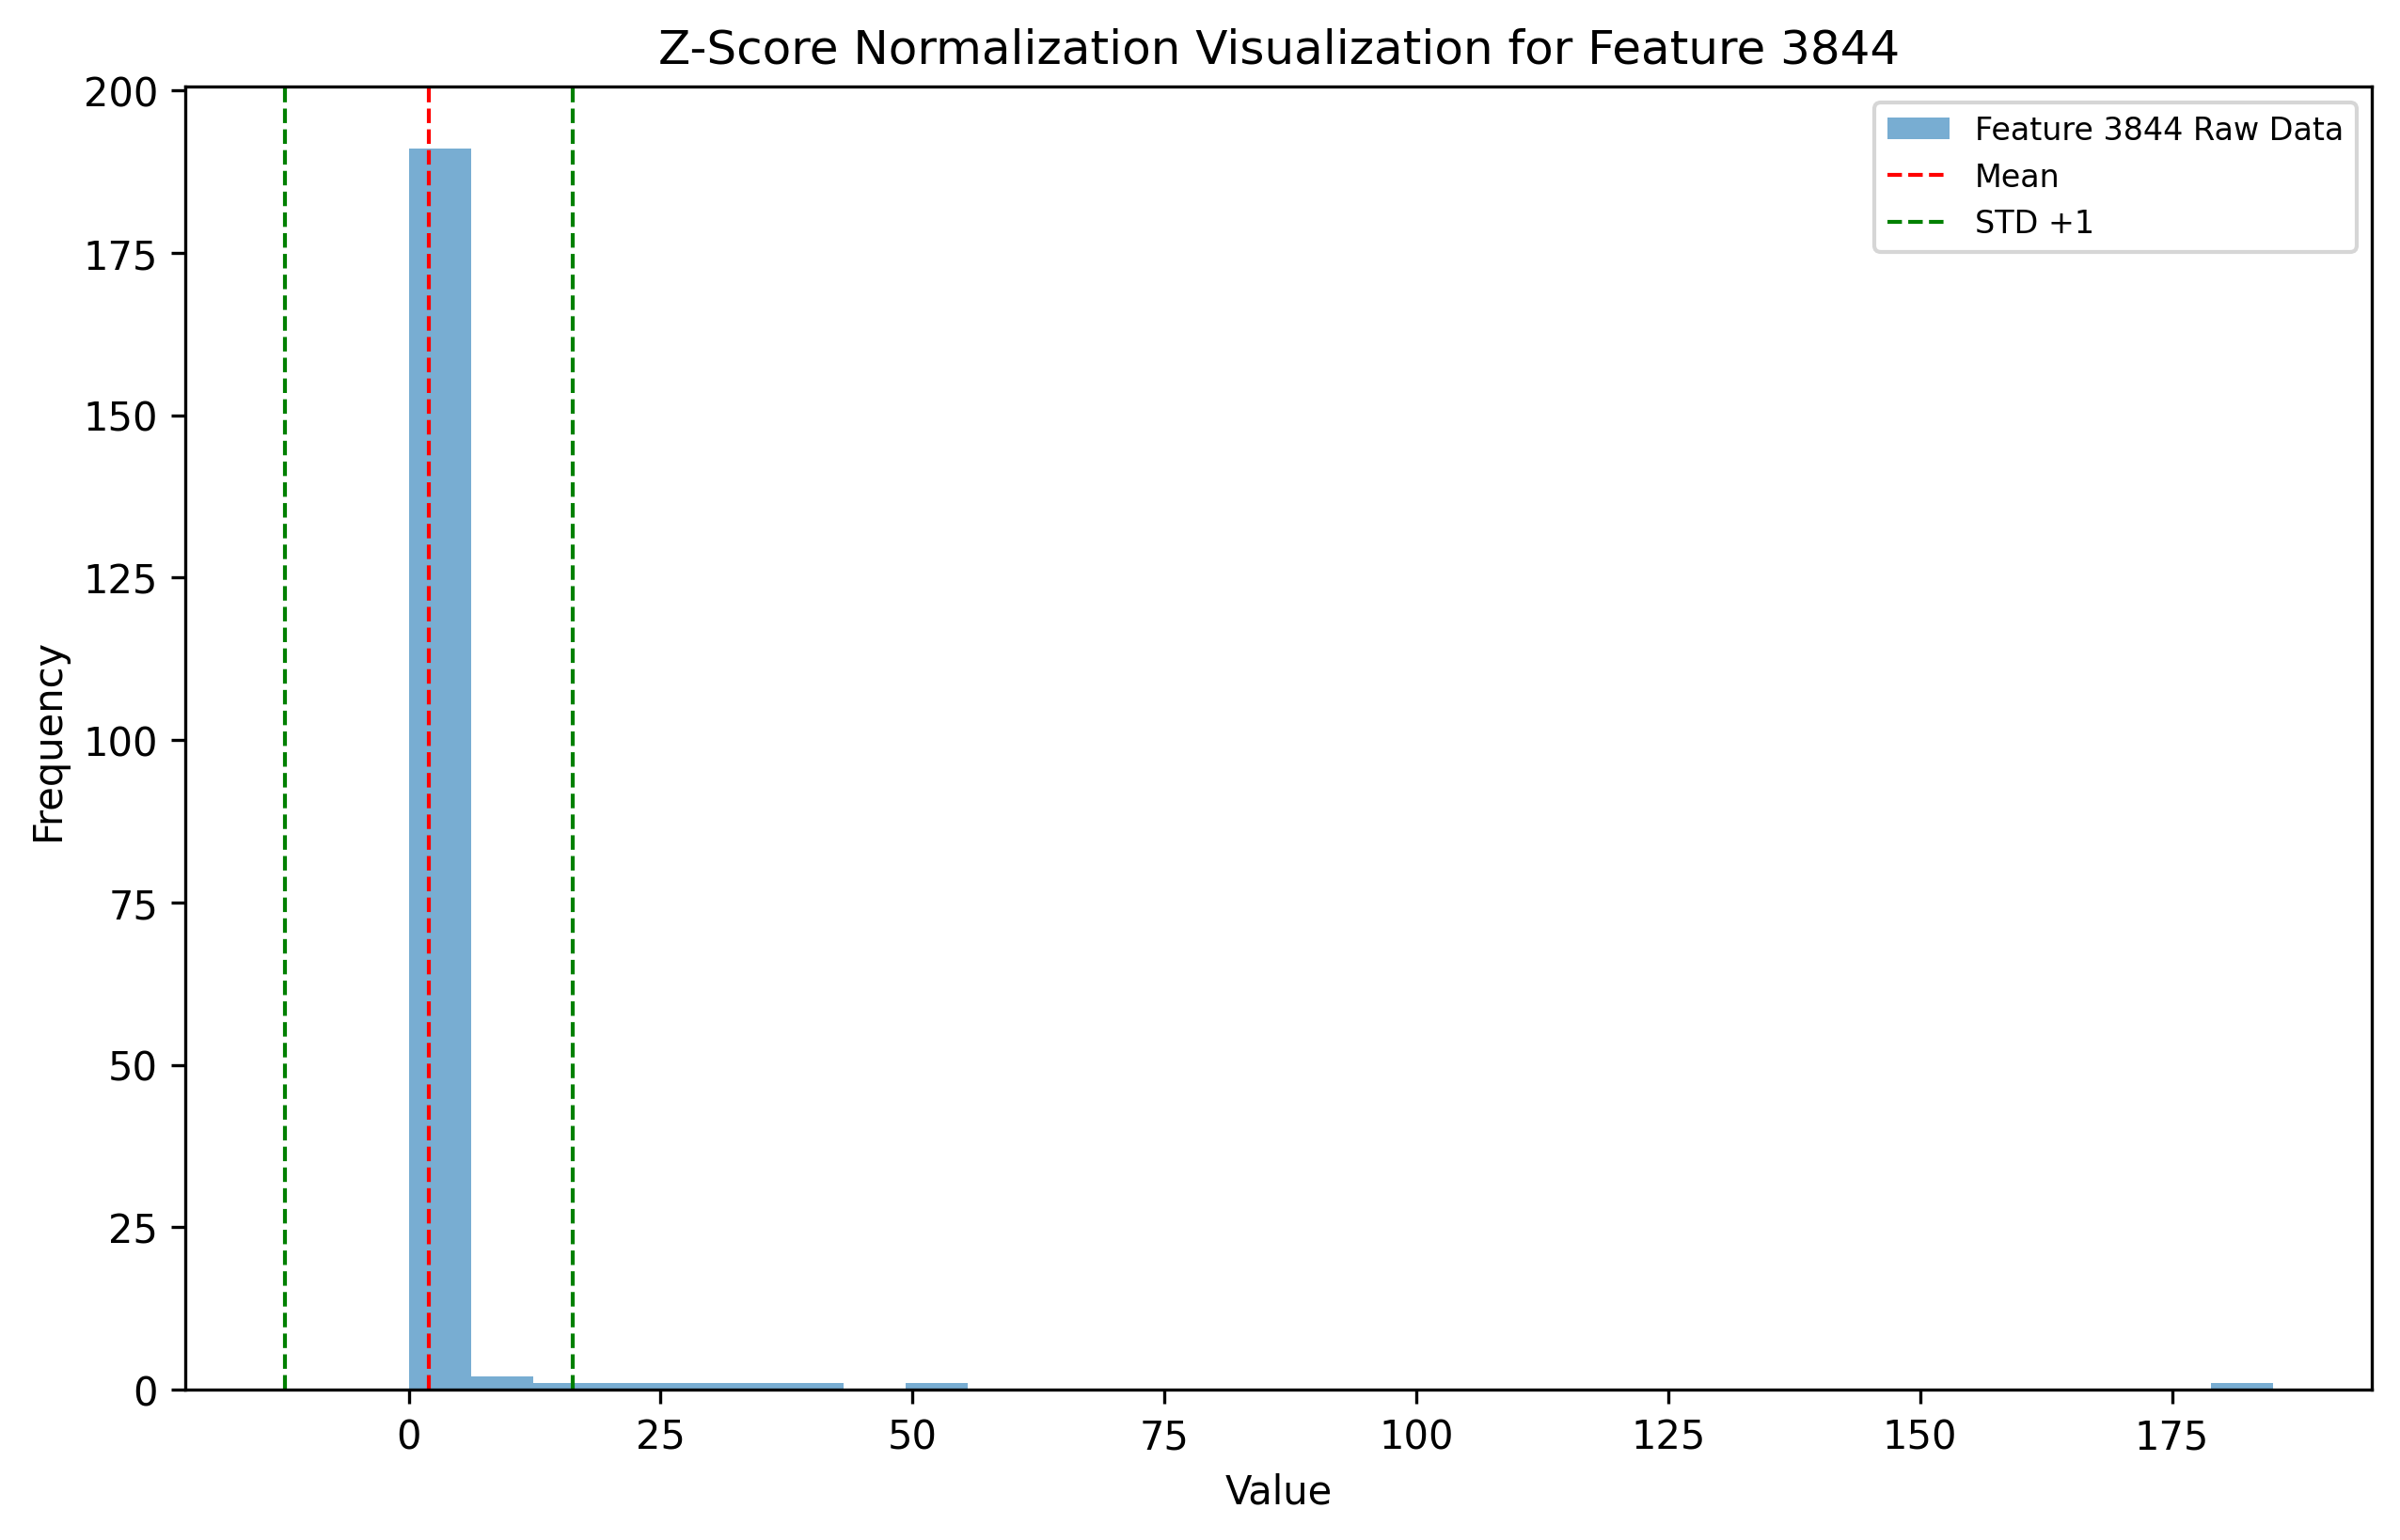 Z-Score Normalization Visualization for Feature 3844
200
175
150
125
100
75
50
25
0
Frequency
Feature 3844 Raw Data
Mean
STD +1
0 25 50 75 100 125 150 175
Value